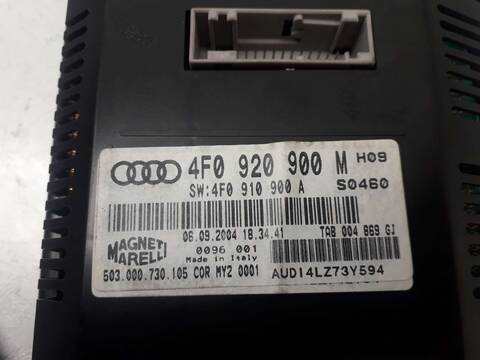 4F0 920 900 M H09
SW:4F0 910 900 A S0460
06.09.2004 18.34.41 TAB 004 869 GJ
MAGNETI MARELLI
0096 001
Made in Italy
503.000.730.105 COR MY2 0001 AUDI4LZ73Y594